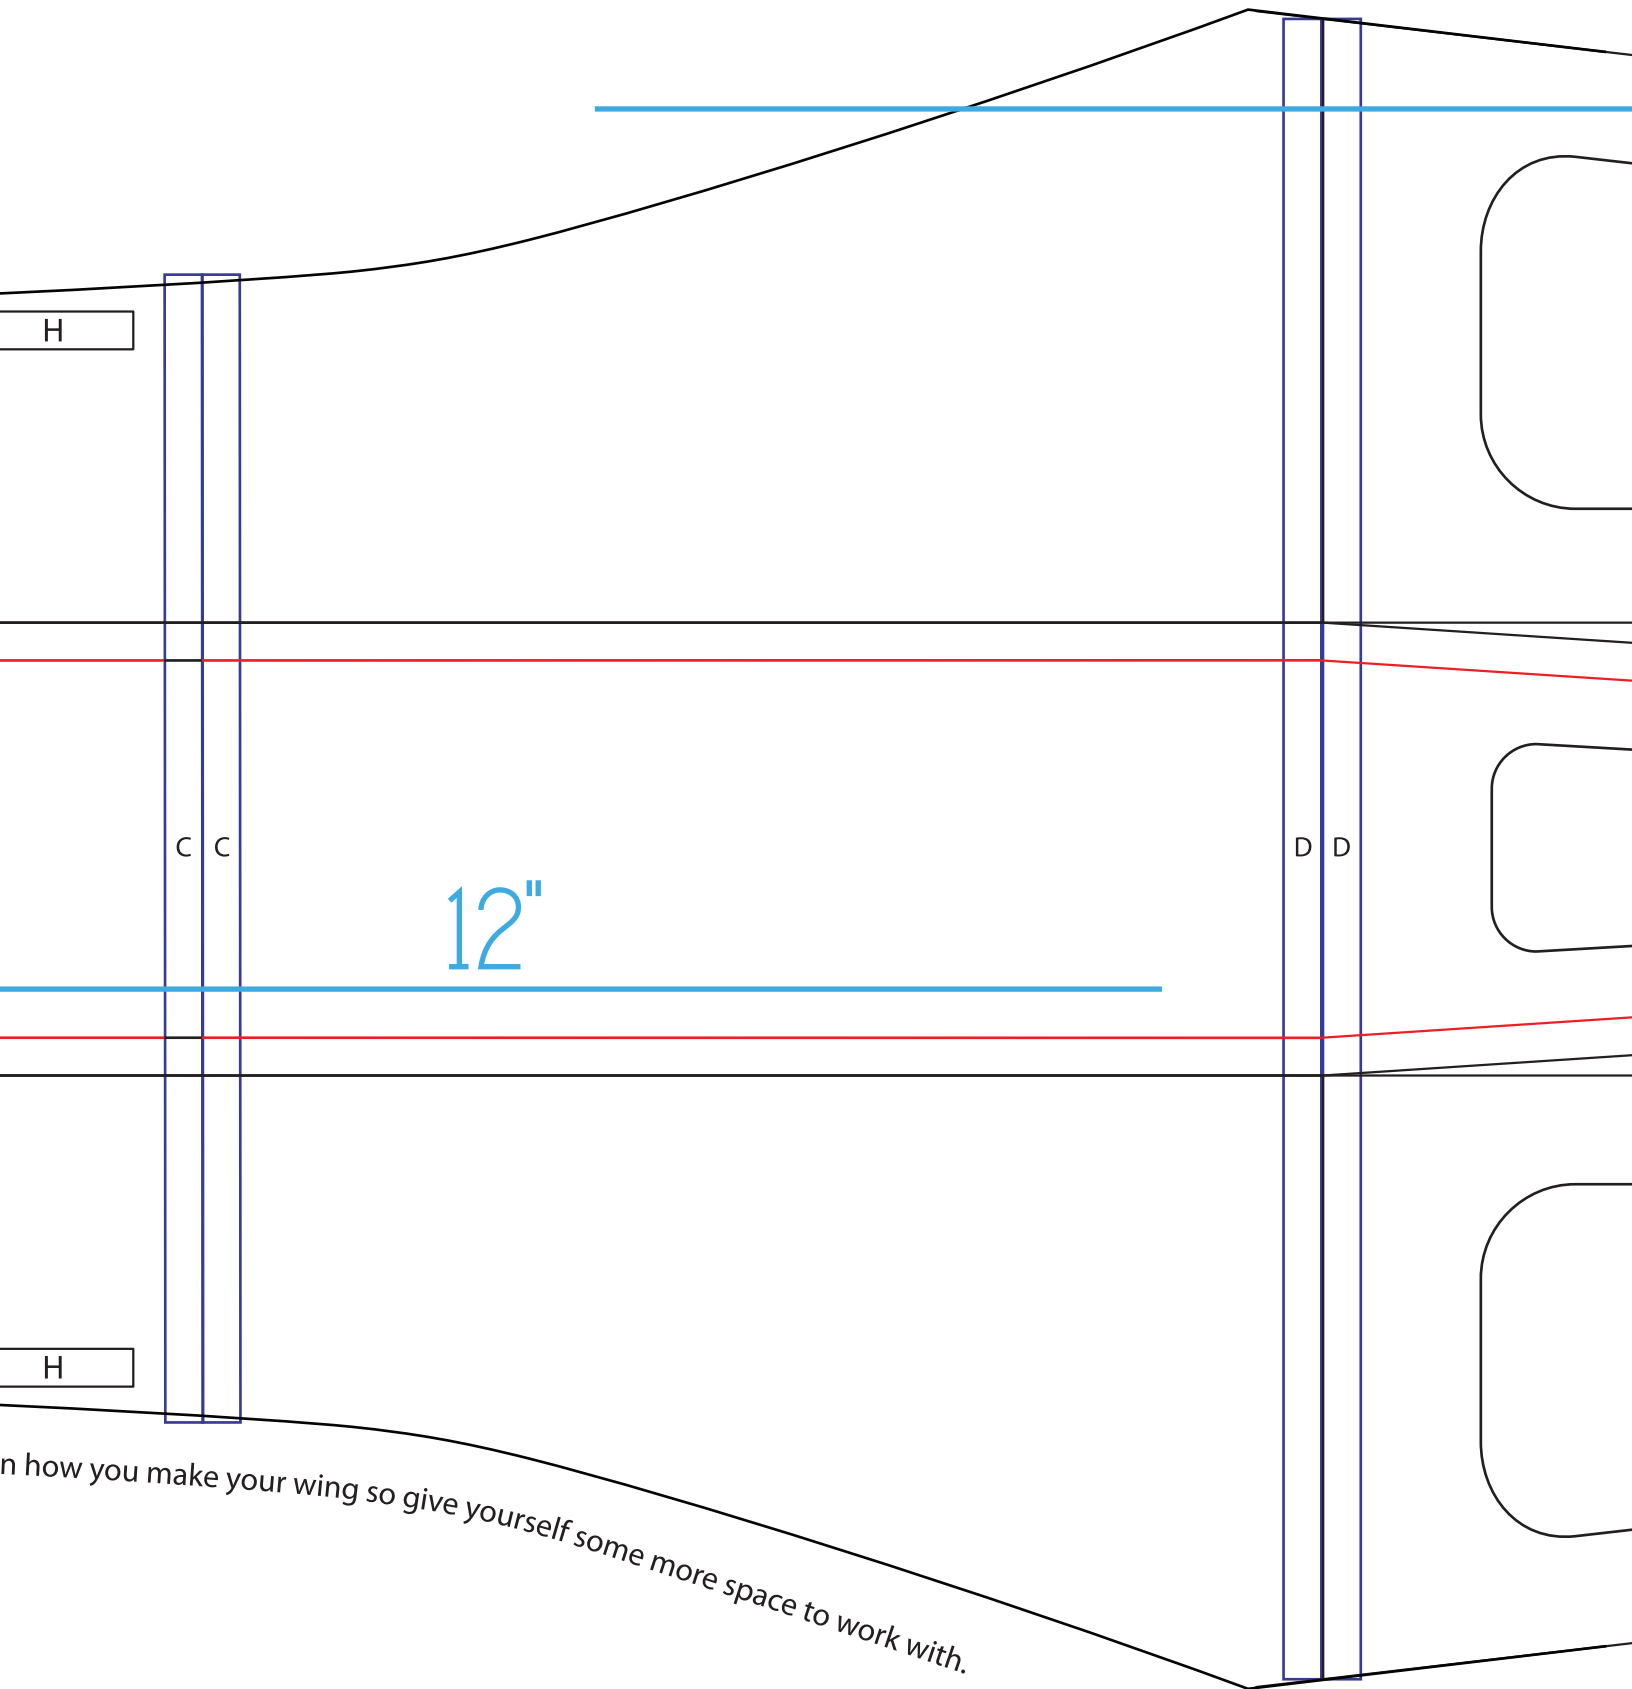 H
C C
D D
12"
H
n how you make your wing so give yourself some more space to work with.